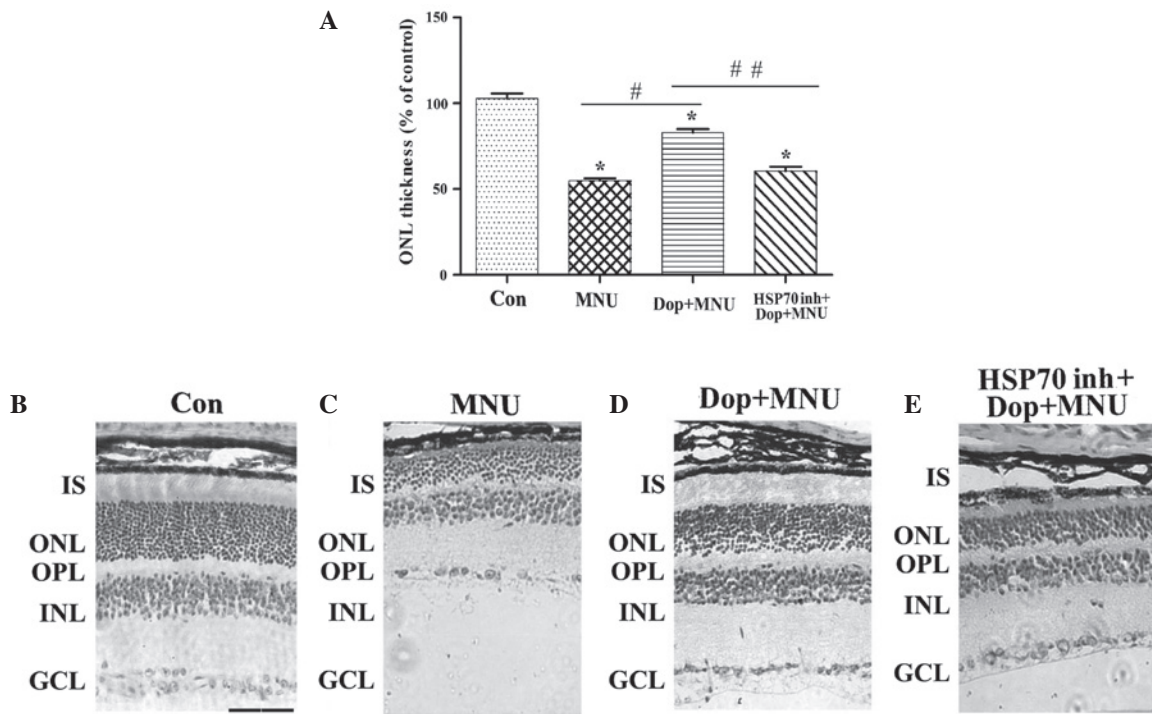 A
ONL thickness (% of control)
150
100
50
0
#
# #
*
*
*
Con
MNU
Dop+MNU
HSP70 inh+
Dop+MNU
B
Con
IS
ONL
OPL
INL
GCL
C
MNU
IS
ONL
OPL
INL
GCL
D
Dop+MNU
IS
ONL
OPL
INL
GCL
E
HSP70 inh+
Dop+MNU
IS
ONL
OPL
INL
GCL